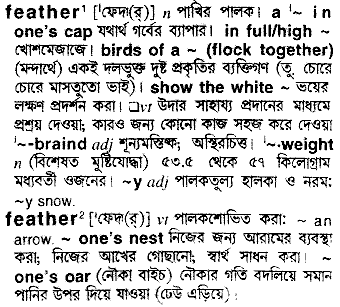 feather¹ ['ফেদা(র্)] n পাখির পালক। a ~ in
one's cap যথার্থ গর্বের ব্যাপার। in full/high ~
খোশমেজাজে। birds of a ~ (flock together)
(মন্দার্থে) একই দলভুক্ত দুষ্ট প্রকৃতির ব্যক্তিগণ (তু. চোরে
চোরে মাসতুতো ভাই)। show the white ~ ভয়ের
লক্ষণ প্রদর্শন করা। □vt উদার সাহায্য প্রদানের মাধ্যমে
প্রশ্রয় দেওয়া; কারও জন্য কোনো কাজ সহজ করে দেওয়া
'~-braind adj শূন্যমস্তিষ্ক; অস্থিরচিত্ত। '~.weight
n (বিশেষত মুষ্টিযোদ্ধা) ৫৩.৫ থেকে ৫৭ কিলোগ্রাম
মধ্যবর্তী ওজনের। ~y adj পালকতুল্য হালকা ও নরম:
~y snow.
feather² ['ফেদা(র্)] vt পালকশোভিত করা: ~ an
arrow. ~ one's nest নিজের জন্য আরামের ব্যবস্থা
করা; নিজের আখের গোছানো; স্বার্থ সাধন করা। ~
one's oar (নৌকা বাইচ) নৌকার গতি বদলিয়ে সমান
পানির উপর দিয়ে যাওয়া (ঢেউ এড়িয়ে)।